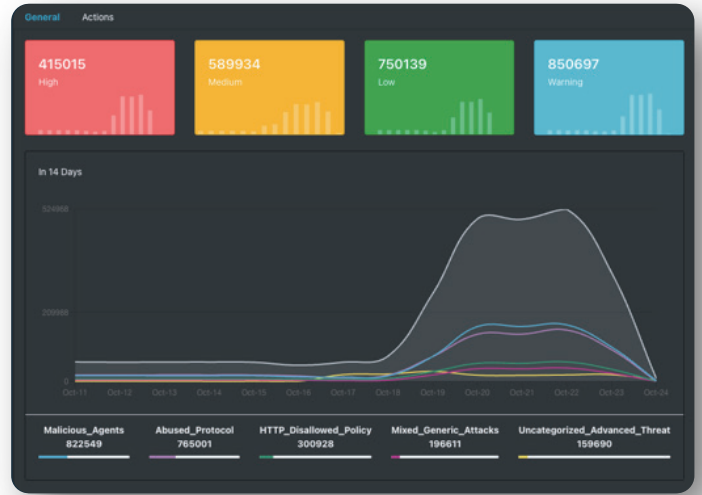 General Actions
415015
High
589934
Medium
750139
Low
850697
Warning
In 14 Days
524868
209968
0
Oct-11 Oct-12 Oct-13 Oct-14 Oct-15 Oct-16 Oct-17 Oct-18 Oct-19 Oct-20 Oct-21 Oct-22 Oct-23 Oct-24
Malicious_Agents Abused_Protocol HTTP_Disallowed_Policy Mixed_Generic_Attacks Uncategorized_Advanced_Threat
822549 765001 300928 196611 159690